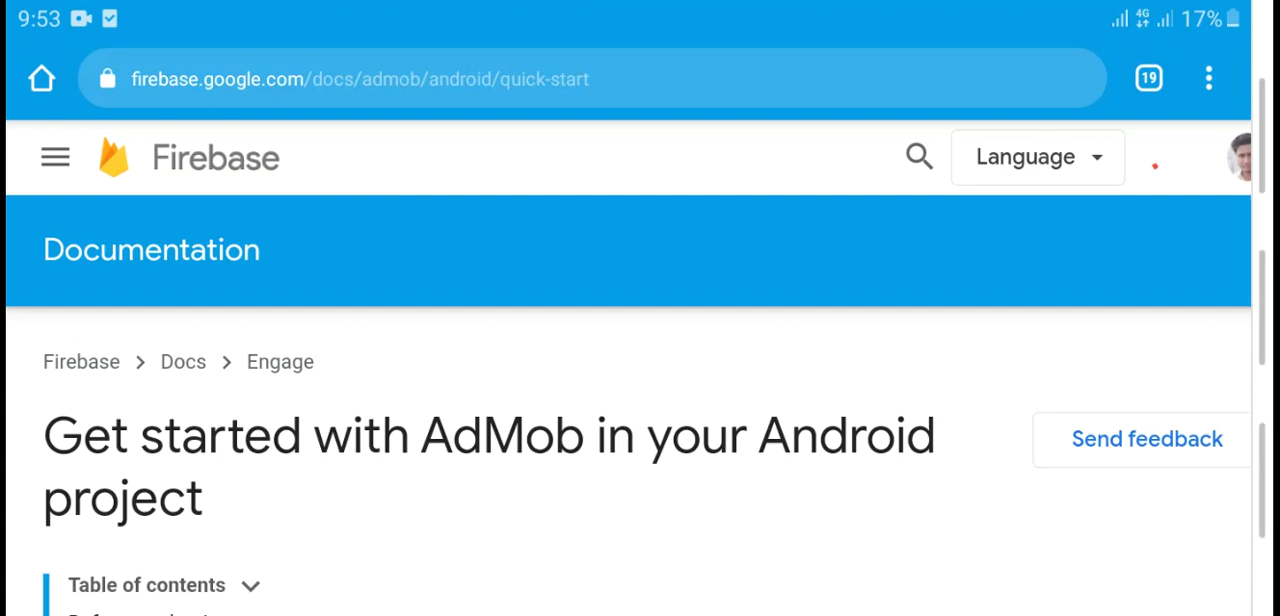 9:53 4G 17%
firebase.google.com/docs/admob/android/quick-start 19
Firebase Language
Documentation
Firebase > Docs > Engage
Get started with AdMob in your Android
project
Send feedback
Table of contents